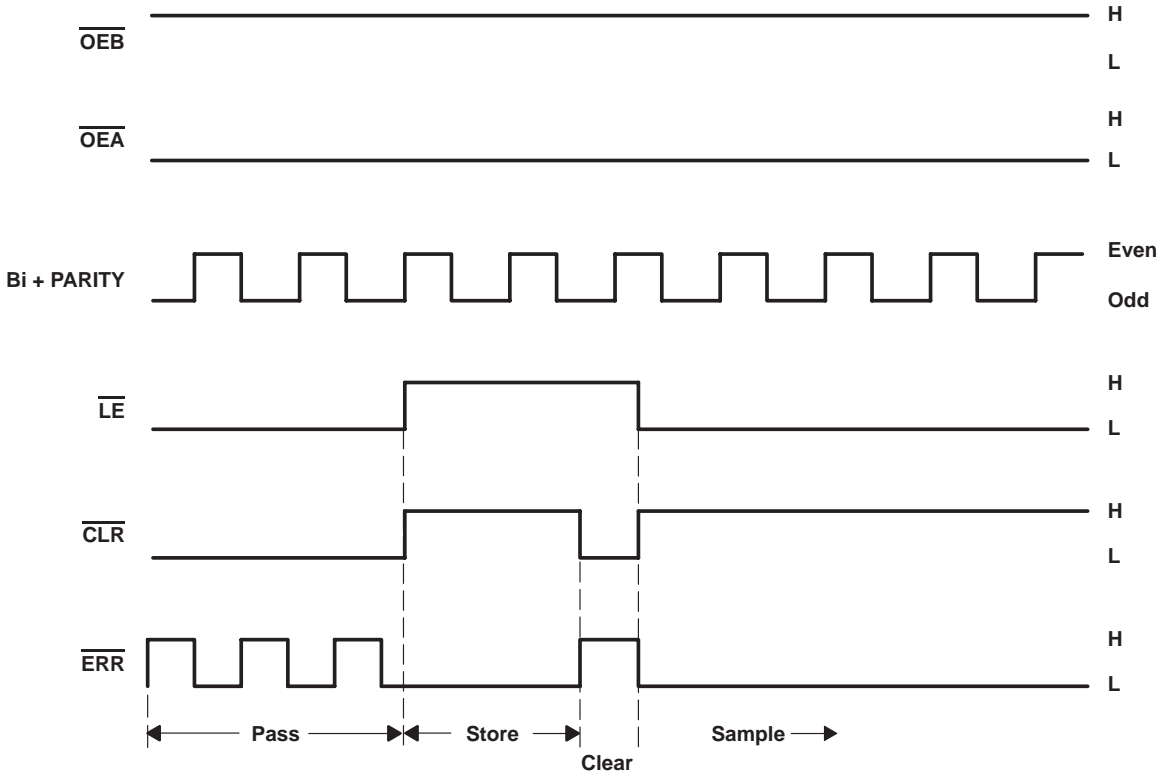 OEB
H
L
OEA
H
L
Bi + PARITY
Even
Odd
LE
H
L
CLR
H
L
ERR
H
L
Pass
Store
Sample
Clear